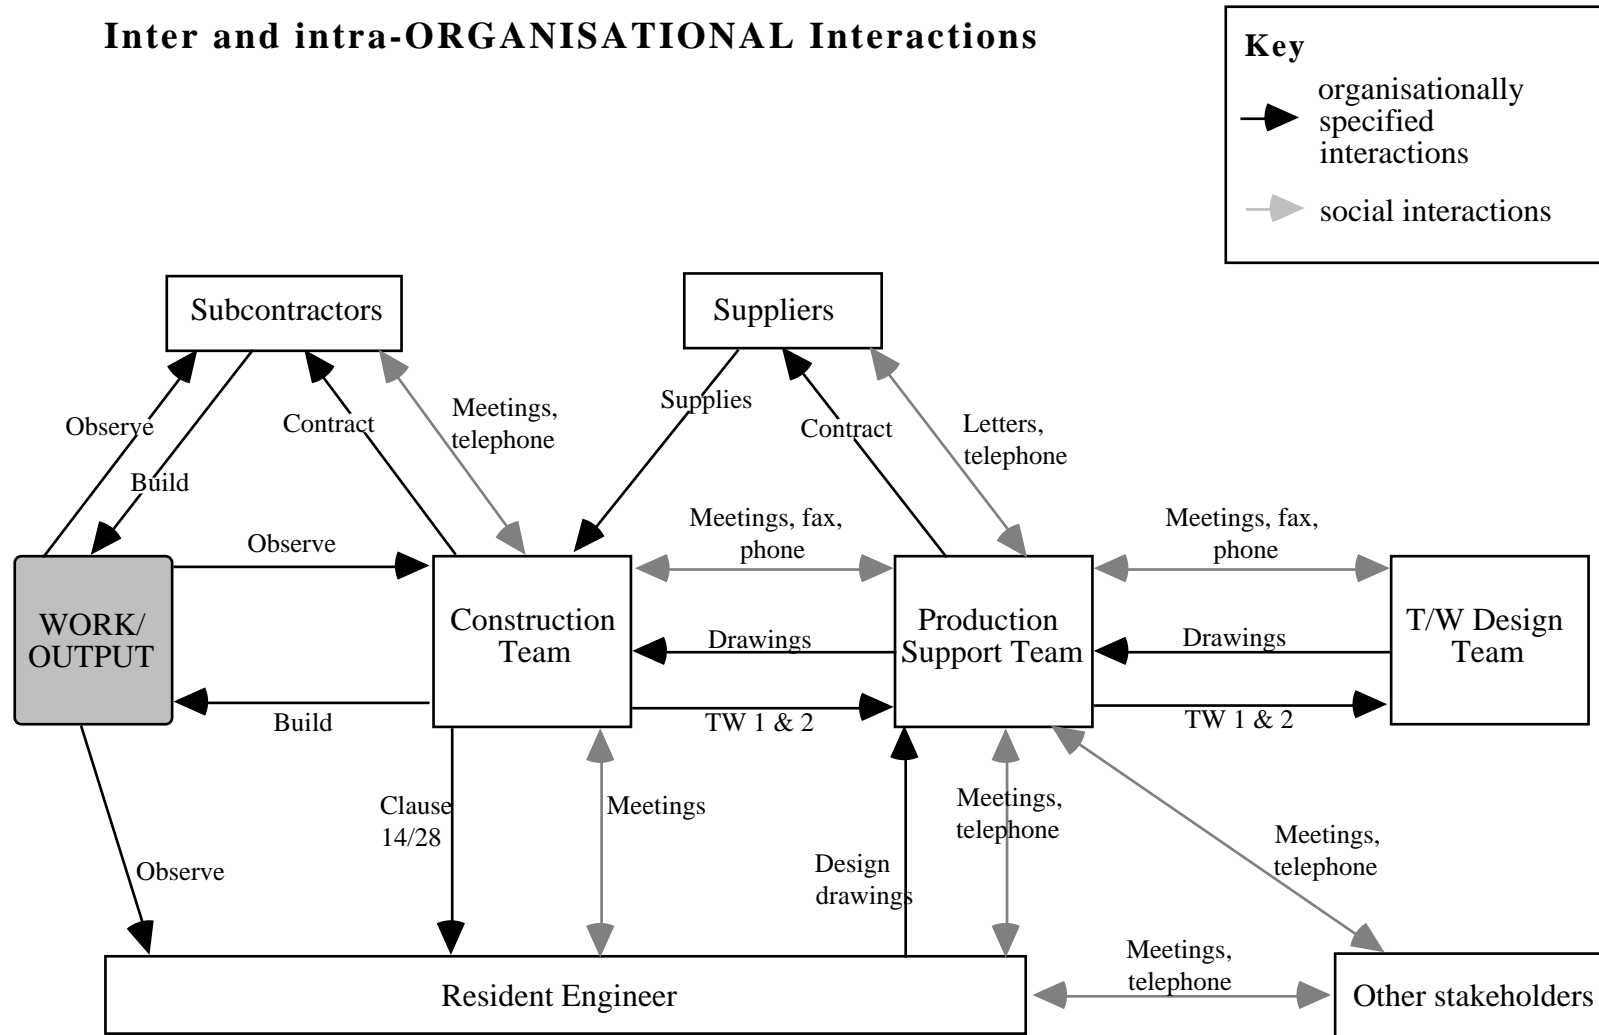 Inter and intra-ORGANISATIONAL Interactions
Key
organisationally
specified
interactions
social interactions
Subcontractors
Suppliers
Observe
Build
Contract
Meetings,
telephone
Supplies
Contract
Letters,
telephone
Observe
Meetings, fax,
phone
Meetings, fax,
phone
WORK/
OUTPUT
Construction
Team
Production
Support Team
T/W Design
Team
Drawings
Drawings
Build
TW 1 & 2
TW 1 & 2
Clause
14/28
Meetings
Meetings,
telephone
Design
drawings
Meetings,
telephone
Observe
Meetings,
telephone
Resident Engineer
Other stakeholders